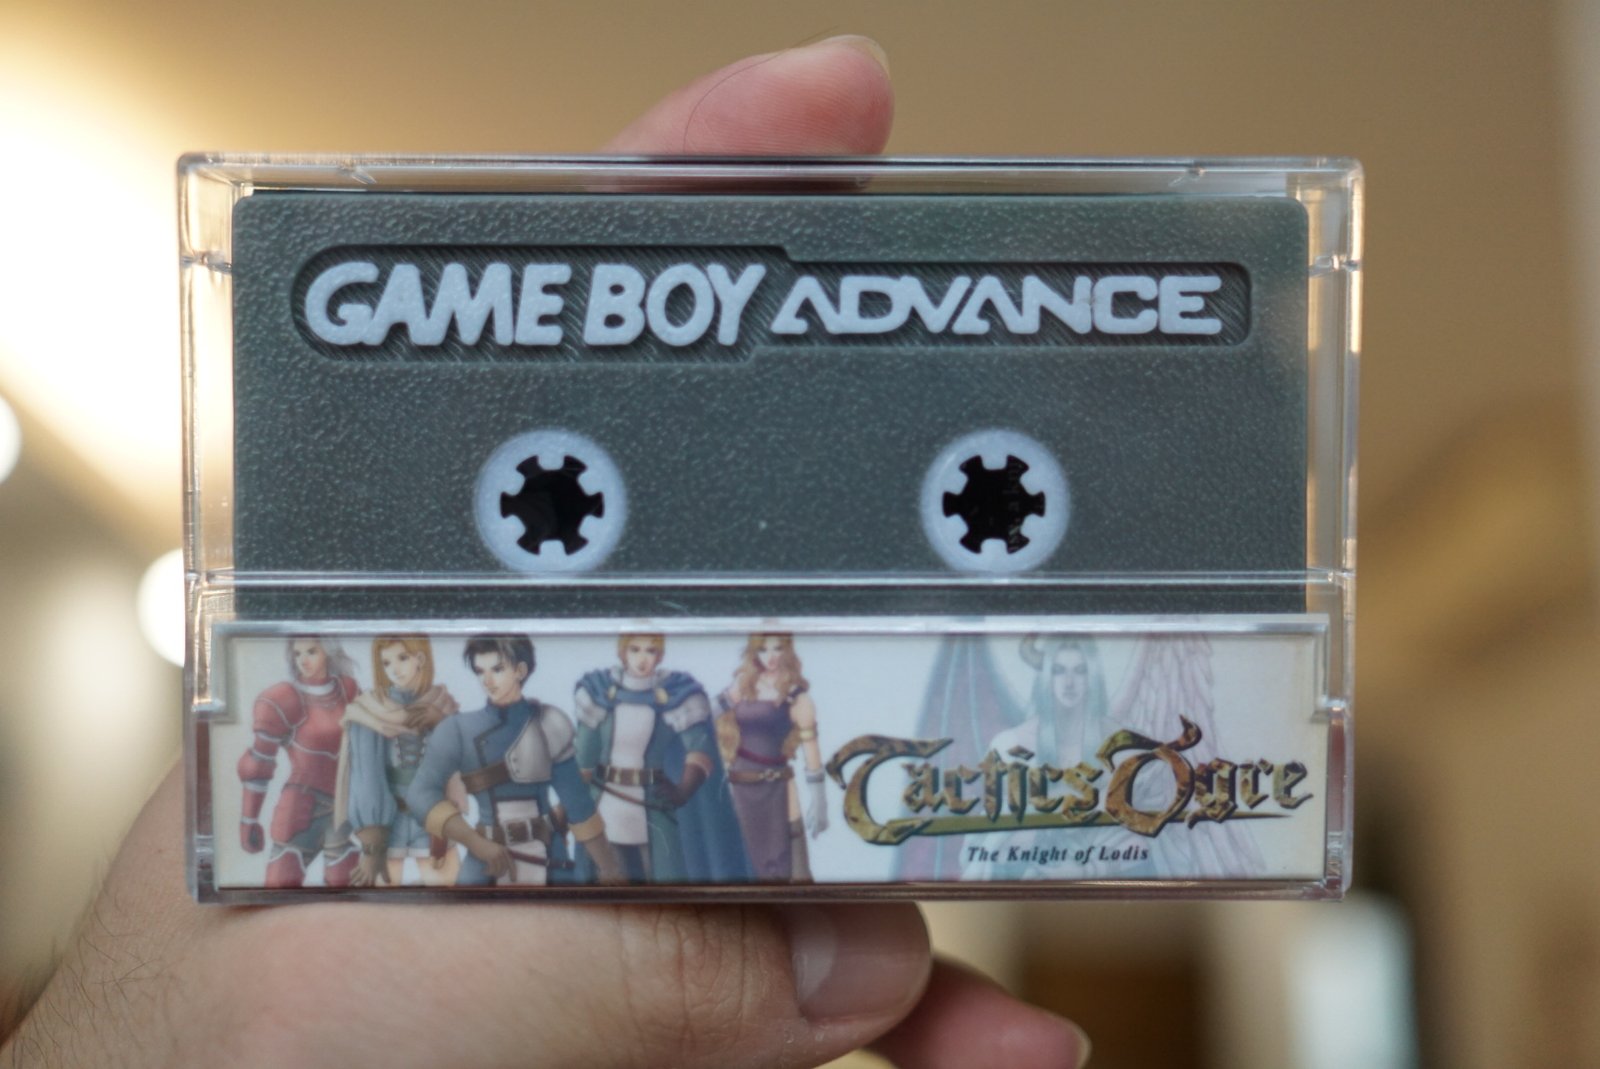 GAME BOY ADVANCE
Tactics Ogre
The Knight of Lodis